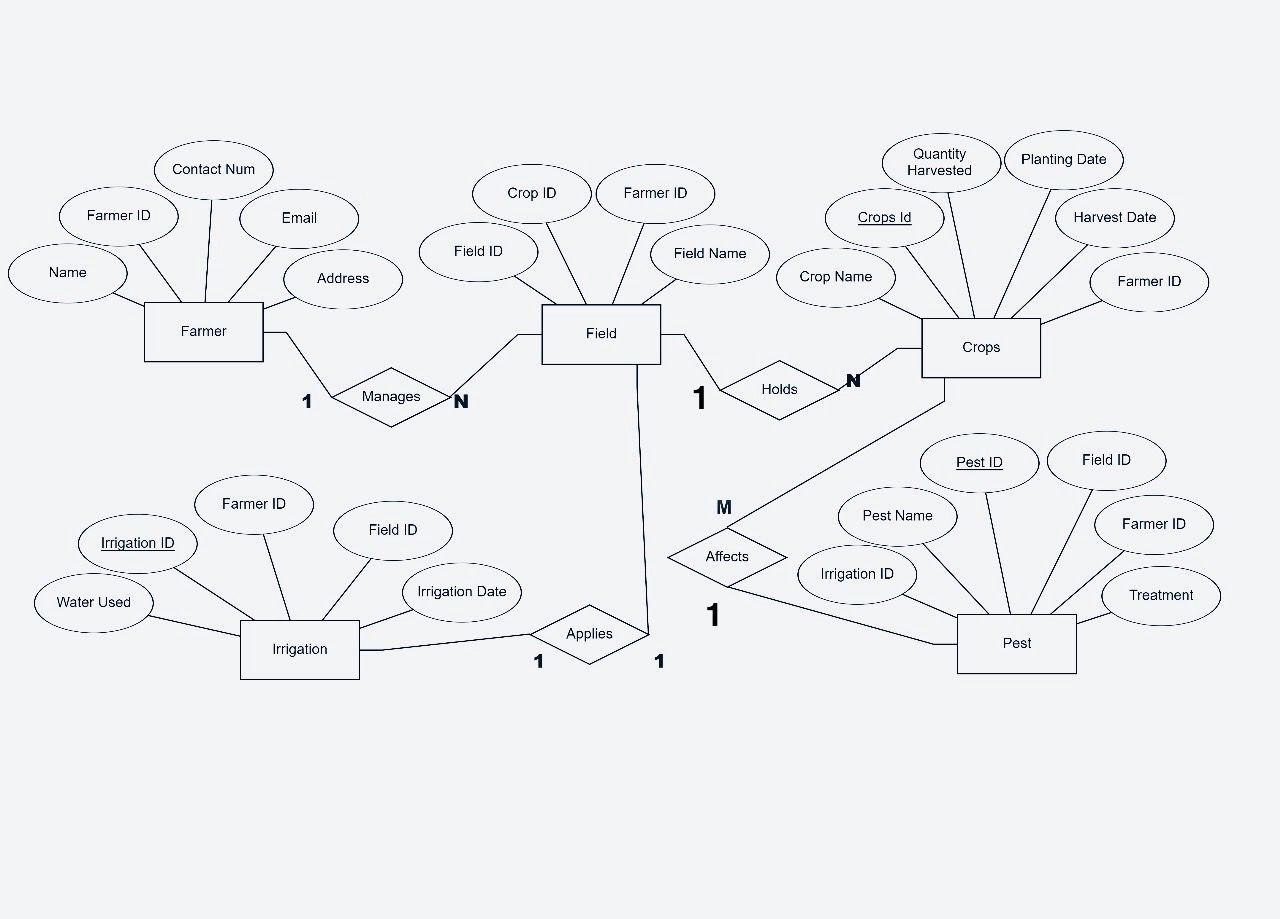 Contact Num
Farmer ID
Email
Name
Address
Farmer
Crop ID
Farmer ID
Field ID
Field Name
Field
Quantity
Harvested
Planting Date
Crops Id
Harvest Date
Crop Name
Farmer ID
Crops
1
Manages
N
1
Holds
N
Farmer ID
Irrigation ID
Field ID
Water Used
Irrigation Date
Irrigation
Applies
1
1
M
Affects
1
Pest ID
Field ID
Pest Name
Farmer ID
Irrigation ID
Treatment
Pest